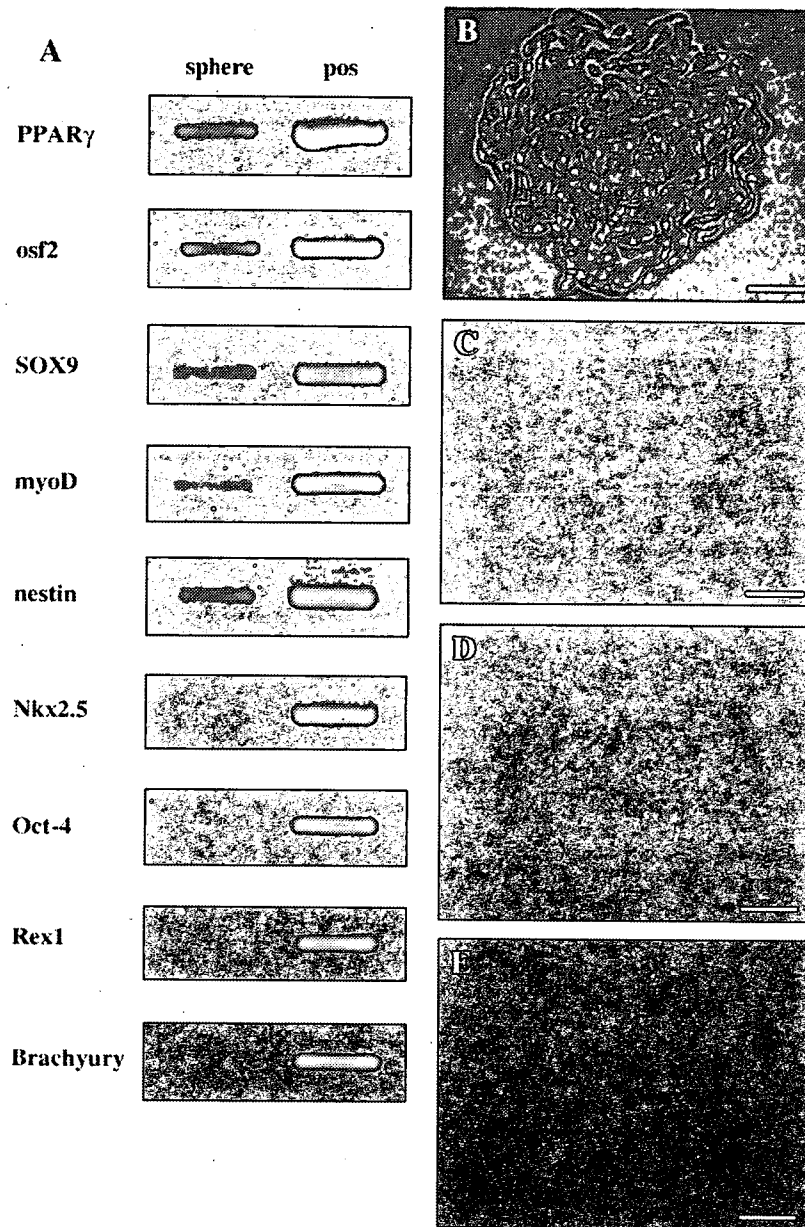 A
sphere pos
PPARγ
osf2
SOX9
myoD
nestin
Nkx2.5
Oct-4
Rex1
Brachyury
B
C
D
E